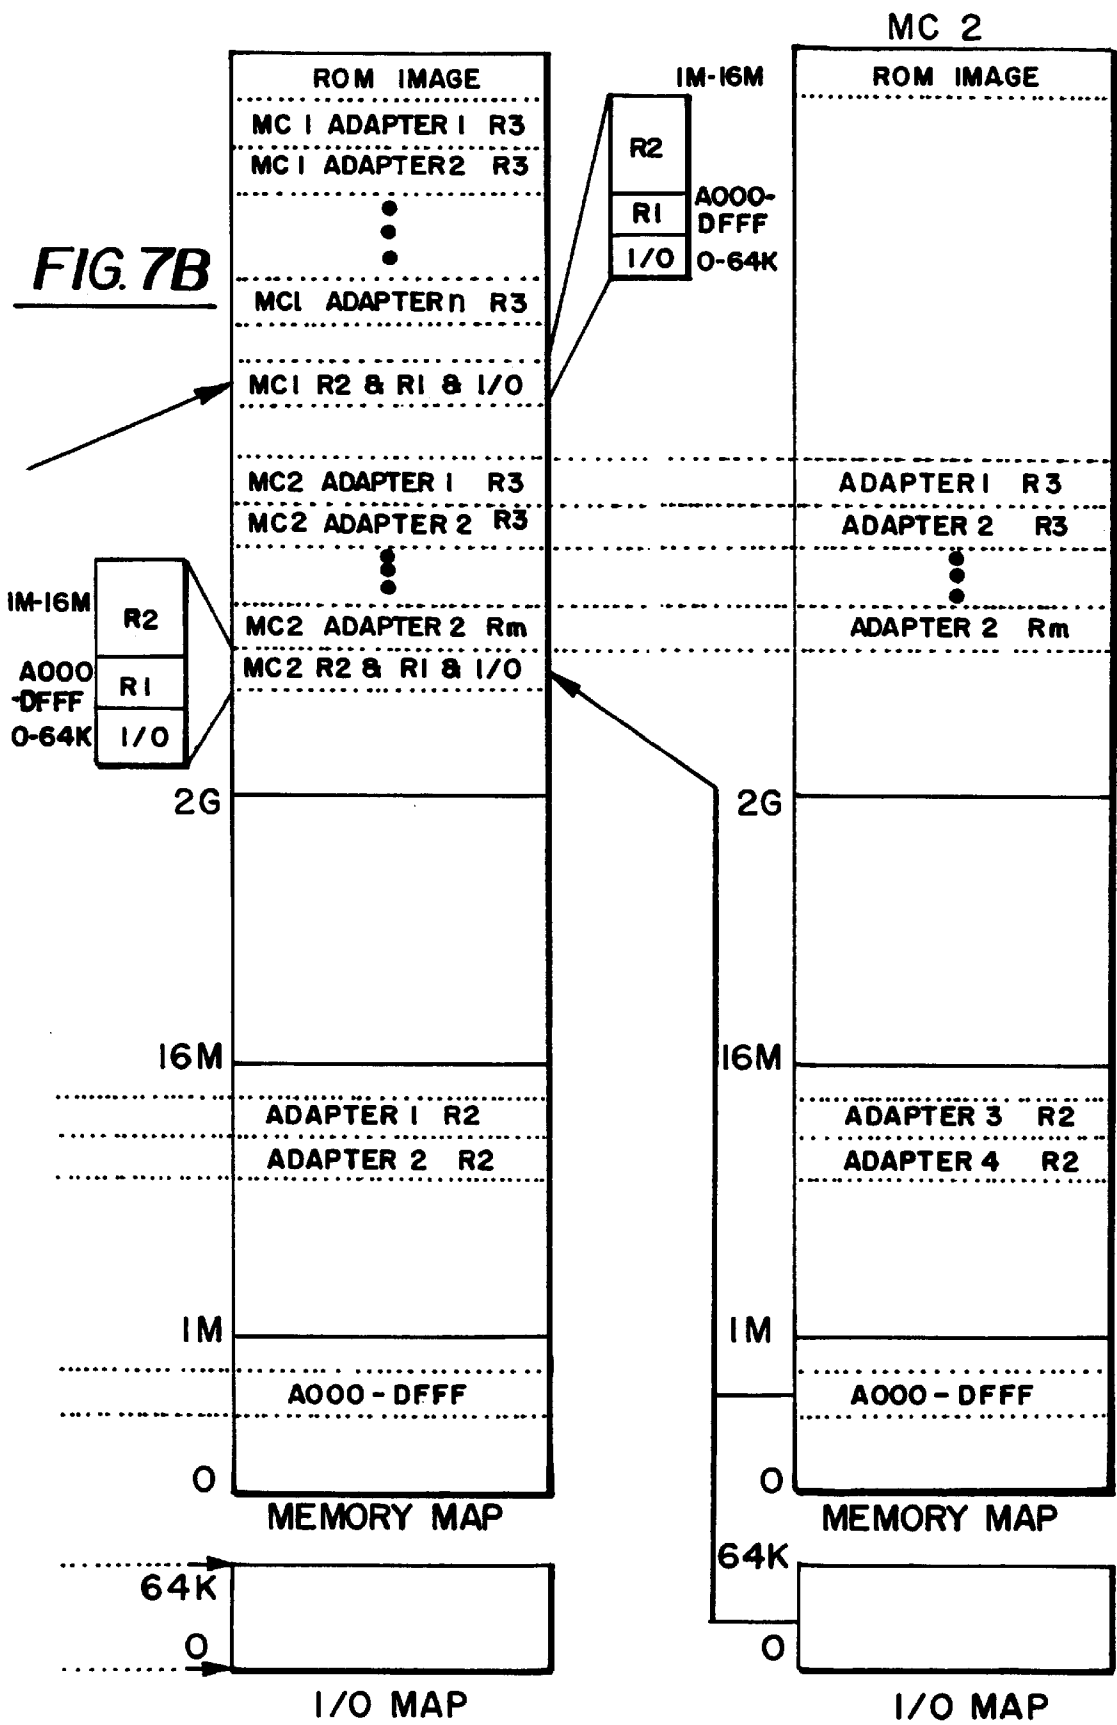 MC 2
ROM IMAGE
MC 1 ADAPTER 1 R3
MC 1 ADAPTER 2 R3
FIG. 7B
MC1 ADAPTER n R3
MC1 R2 & R1 & I/O
MC2 ADAPTER 1 R3
MC2 ADAPTER 2 R3
MC2 ADAPTER 2 Rm
MC2 R2 & R1 & I/O
1M-16M
R2
A000-
DFFF
R1
0-64K
I/O
1M-16M
R2
A000
-DFFF
R1
0-64K
I/O
2G
16M
ADAPTER 1 R2
ADAPTER 2 R2
1M
A000-DFFF
0
MEMORY MAP
64K
0
I/O MAP
ROM IMAGE
ADAPTER 1 R3
ADAPTER 2 R3
ADAPTER 2 Rm
2G
16M
ADAPTER 3 R2
ADAPTER 4 R2
1M
A000-DFFF
0
MEMORY MAP
64K
0
I/O MAP